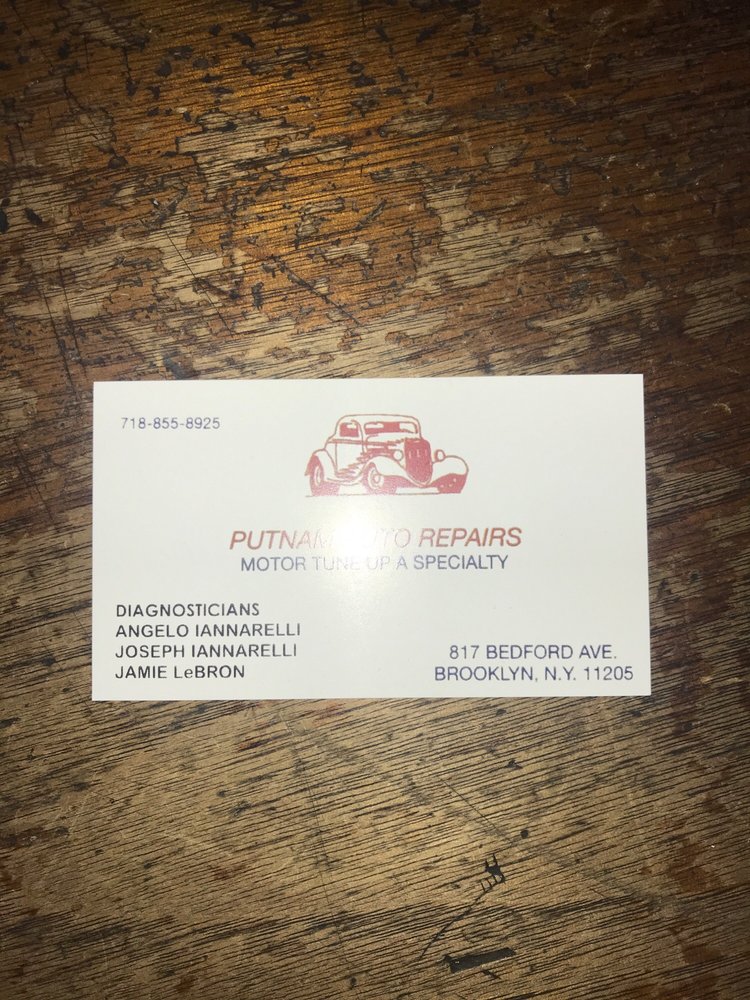 718-855-8925
PUTNAM AUTO REPAIRS
MOTOR TUNE UP A SPECIALTY
DIAGNOSTICIANS
ANGELO IANNARELLI
JOSEPH IANNARELLI
JAMIE LeBRON
817 BEDFORD AVE.
BROOKLYN, N.Y. 11205